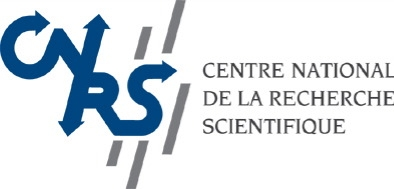 CNRS
CENTRE NATIONAL
DE LA RECHERCHE
SCIENTIFIQUE